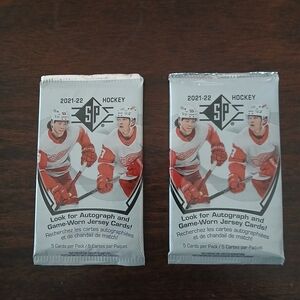 2021-22 HOCKEY
SP
Look for Autograph and
Game-Worn Jersey Cards!
Recherchez les cartes autographiées
et de chandail de match!
5 Cards per Pack / 5 Cartes par Paquet
2021-22 HOCKEY
SP
Look for Autograph and
Game-Worn Jersey Cards!
Recherchez les cartes autographiées
et de chandail de match!
5 Cards per Pack / 5 Cartes par Paquet